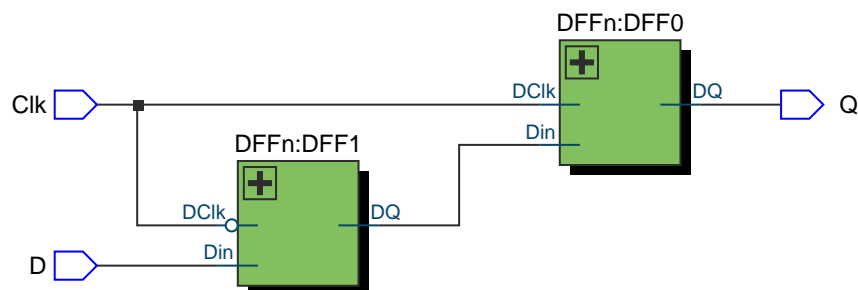 DFFn:DFF0
Clk
DClk
DQ
Q
Din
DFFn:DFF1
DClk
DQ
D
Din